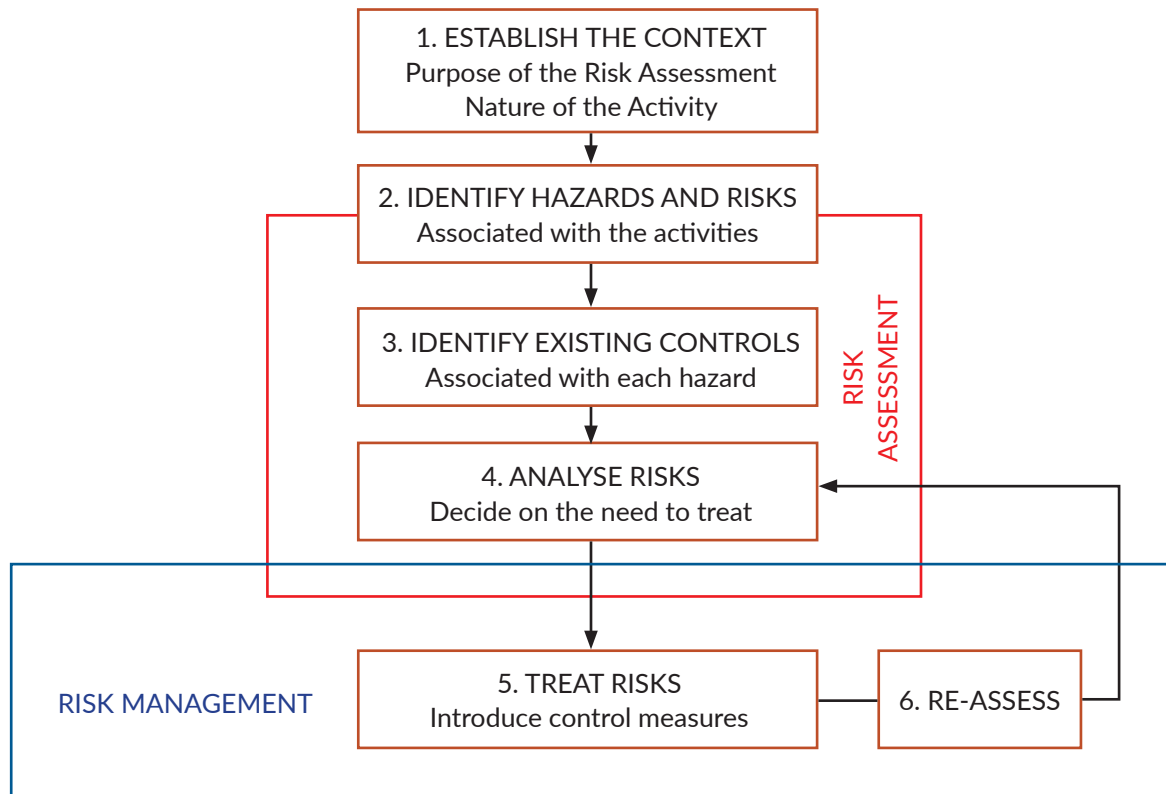 1. ESTABLISH THE CONTEXT
Purpose of the Risk Assessment
Nature of the Activity
2. IDENTIFY HAZARDS AND RISKS
Associated with the activities
3. IDENTIFY EXISTING CONTROLS
Associated with each hazard
RISK
ASSESSMENT
4. ANALYSE RISKS
Decide on the need to treat
RISK MANAGEMENT
5. TREAT RISKS
Introduce control measures
6. RE-ASSESS